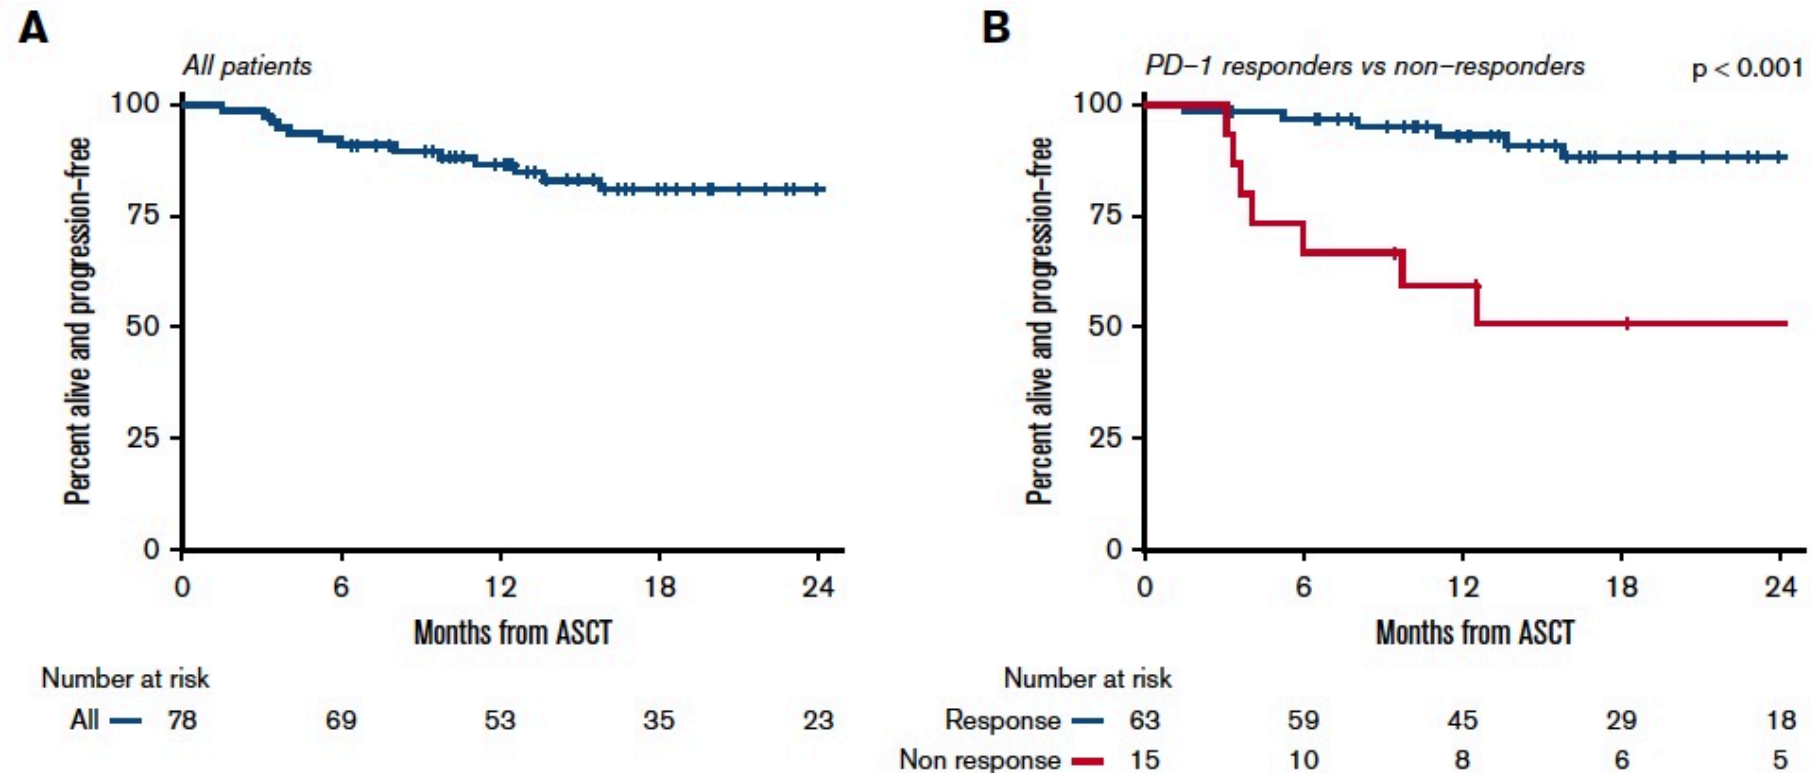 A
All patients
Percent alive and progression-free
100
75
50
25
0
0 6 12 18 24
Months from ASCT
Number at risk
All 78 69 53 35 23
B
PD-1 responders vs non-responders p < 0.001
Percent alive and progression-free
100
75
50
25
0
0 6 12 18 24
Months from ASCT
Number at risk
Response 63 59 45 29 18
Non response 15 10 8 6 5